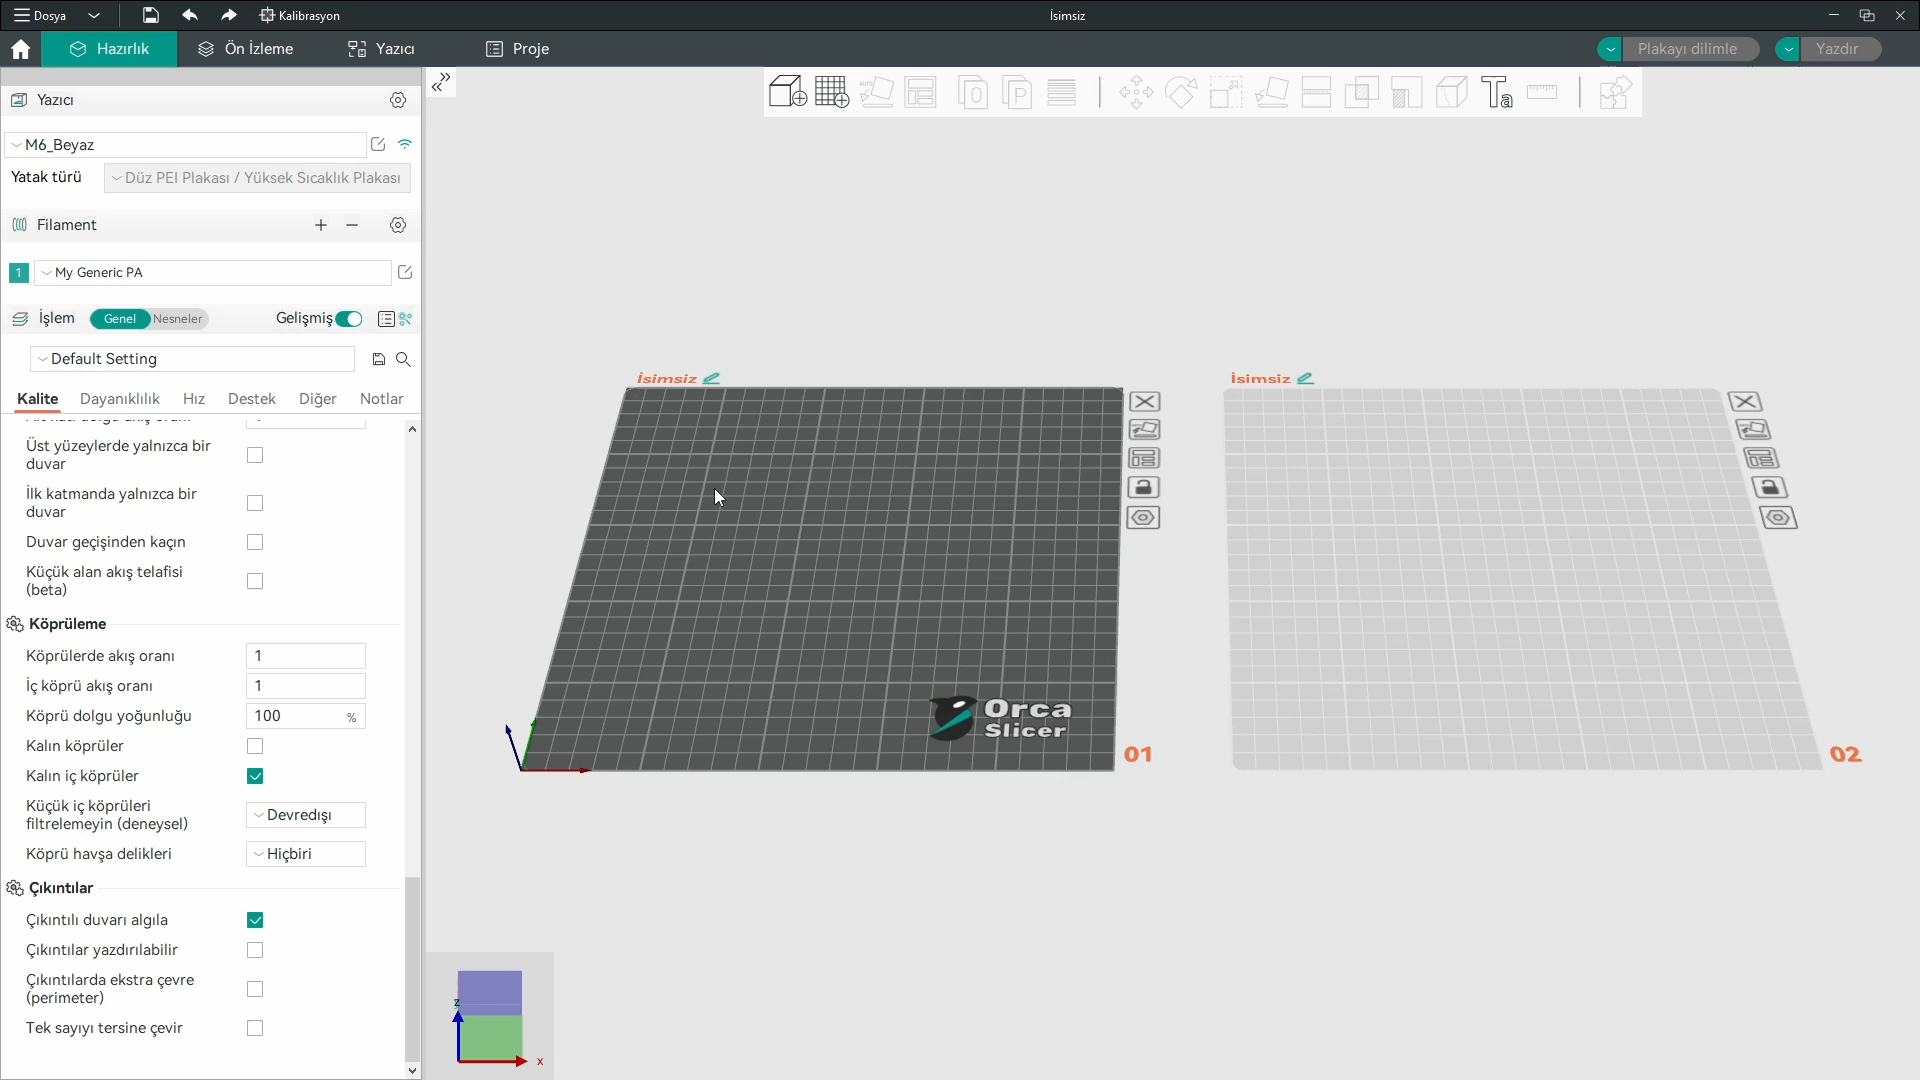 Dosya
Kalibrasyon
İsimsiz
Hazırlık
Ön İzleme
Yazıcı
Proje
Plakayı dilimle
Yazdır
Yazıcı
M6_Beyaz
Yatak türü
Düz PEI Plakası / Yüksek Sıcaklık Plakası
Filament
1
My Generic PA
İşlem
Genel
Nesneler
Gelişmiş
Default Setting
Kalite
Dayanıklılık
Hız
Destek
Diğer
Notlar
Üst yüzeylerde yalnızca bir
duvar
İlk katmanda yalnızca bir
duvar
Duvar geçişinden kaçın
Küçük alan akış telafisi
(beta)
Köprüleme
Köprülerde akış oranı
1
İç köprü akış oranı
1
Köprü dolgu yoğunluğu
100 %
Kalın köprüler
Kalın iç köprüler
Küçük iç köprüleri
filtrelemeyin (deneysel)
Devredışı
Köprü havşa delikleri
Hiçbiri
Çıkıntılar
Çıkıntılı duvarı algıla
Çıkıntılar yazdırılabilir
Çıkıntılarda ekstra çevre
(perimeter)
Tek sayıyı tersine çevir
İsimsiz
İsimsiz
Orca
Slicer
01
02
z
x